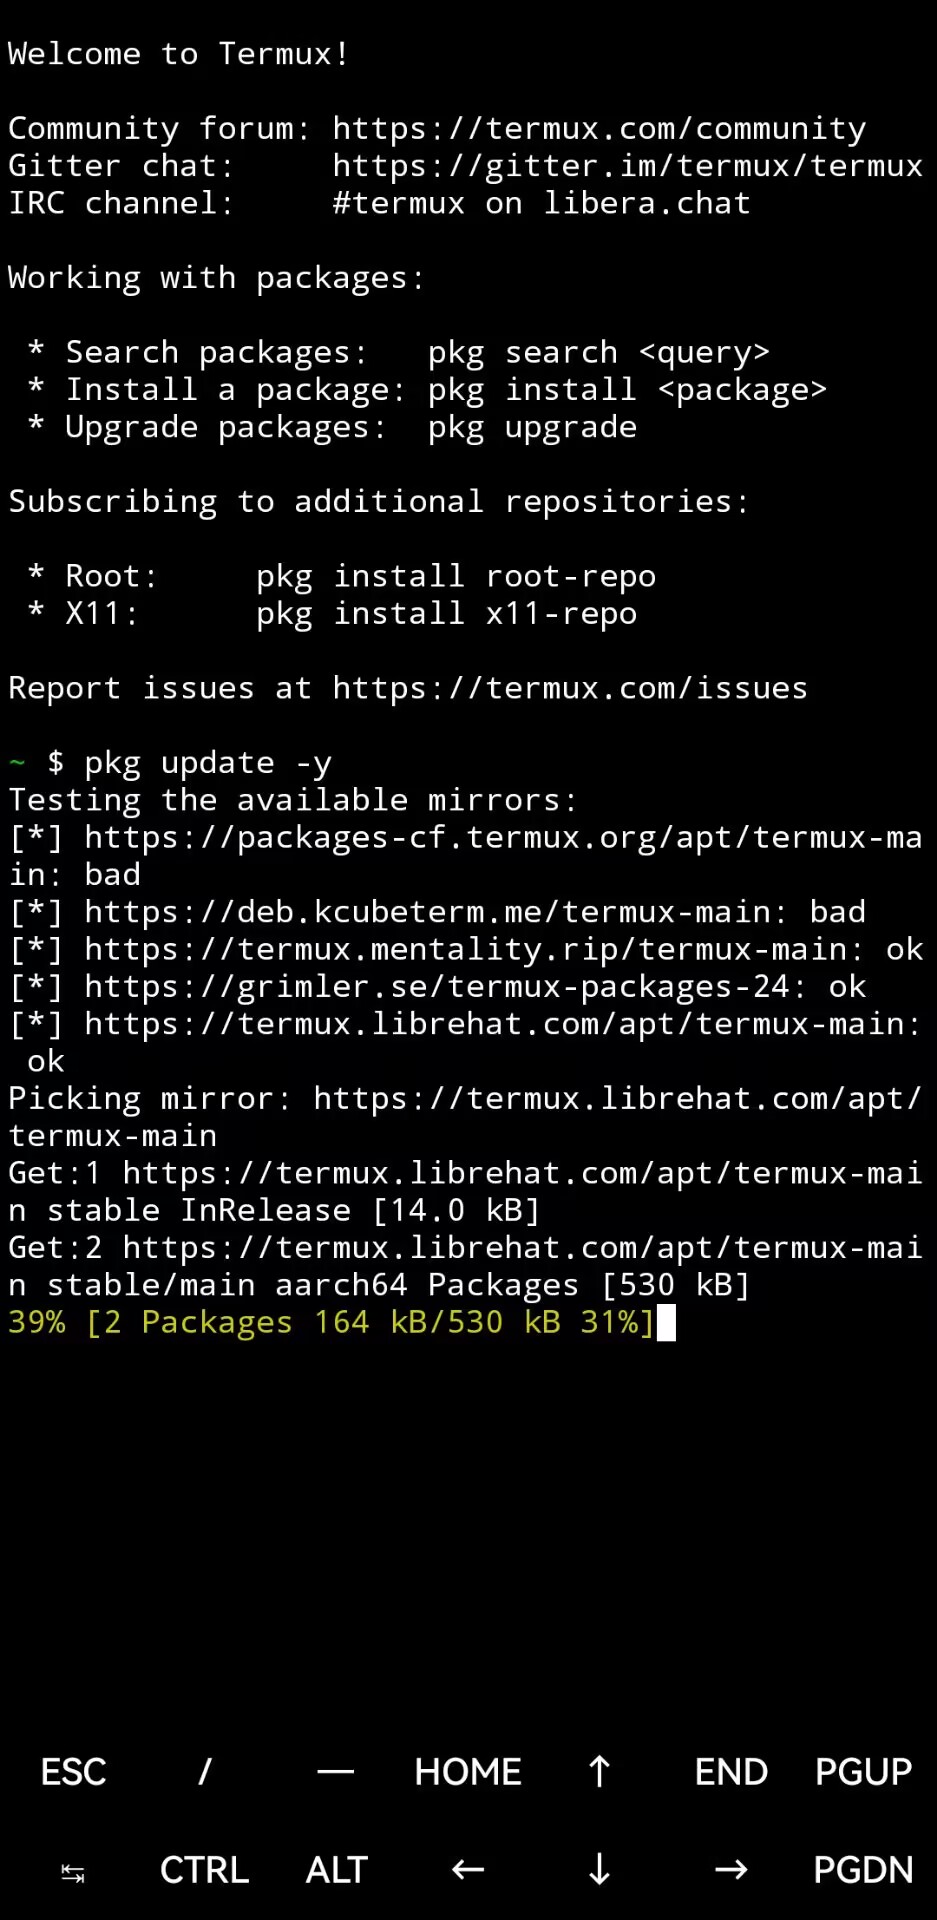 Welcome to Termux!
Community forum: https://termux.com/community
Gitter chat:     https://gitter.im/termux/termux
IRC channel:     #termux on libera.chat
Working with packages:
 * Search packages:   pkg search <query>
 * Install a package: pkg install <package>
 * Upgrade packages:  pkg upgrade
Subscribing to additional repositories:
 * Root:     pkg install root-repo
 * X11:      pkg install x11-repo
Report issues at https://termux.com/issues
~ $ pkg update -y
Testing the available mirrors:
[*] https://packages-cf.termux.org/apt/termux-ma
in: bad
[*] https://deb.kcubeterm.me/termux-main: bad
[*] https://termux.mentality.rip/termux-main: ok
[*] https://grimler.se/termux-packages-24: ok
[*] https://termux.librehat.com/apt/termux-main:
 ok
Picking mirror: https://termux.librehat.com/apt/
termux-main
Get:1 https://termux.librehat.com/apt/termux-mai
n stable InRelease [14.0 kB]
Get:2 https://termux.librehat.com/apt/termux-mai
n stable/main aarch64 Packages [530 kB]
39% [2 Packages 164 kB/530 kB 31%]
ESC / — HOME ↑ END PGUP
↹ CTRL ALT ← ↓ → PGDN